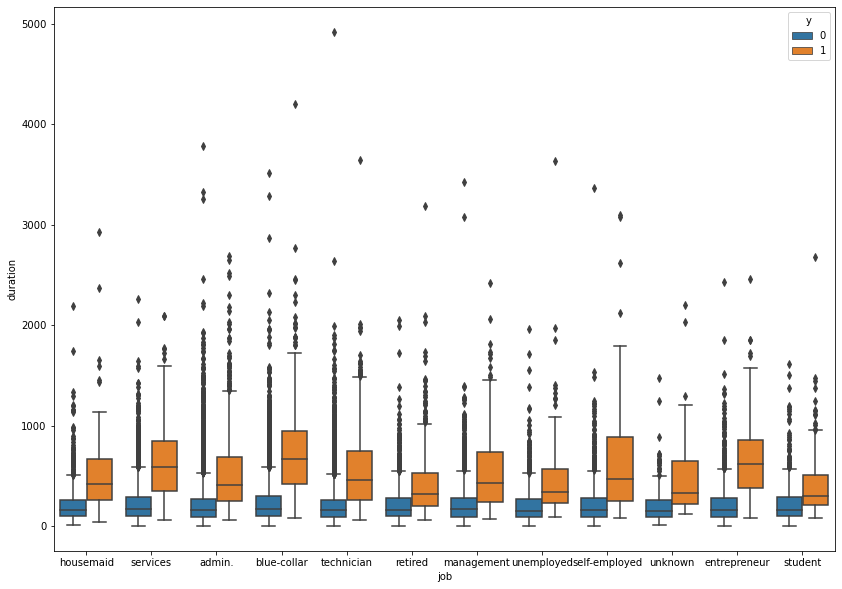 5000
4000
3000
2000
1000
0
duration
y
0
1
housemaid services admin. blue-collar technician retired management unemployed self-employed unknown entrepreneur student
job